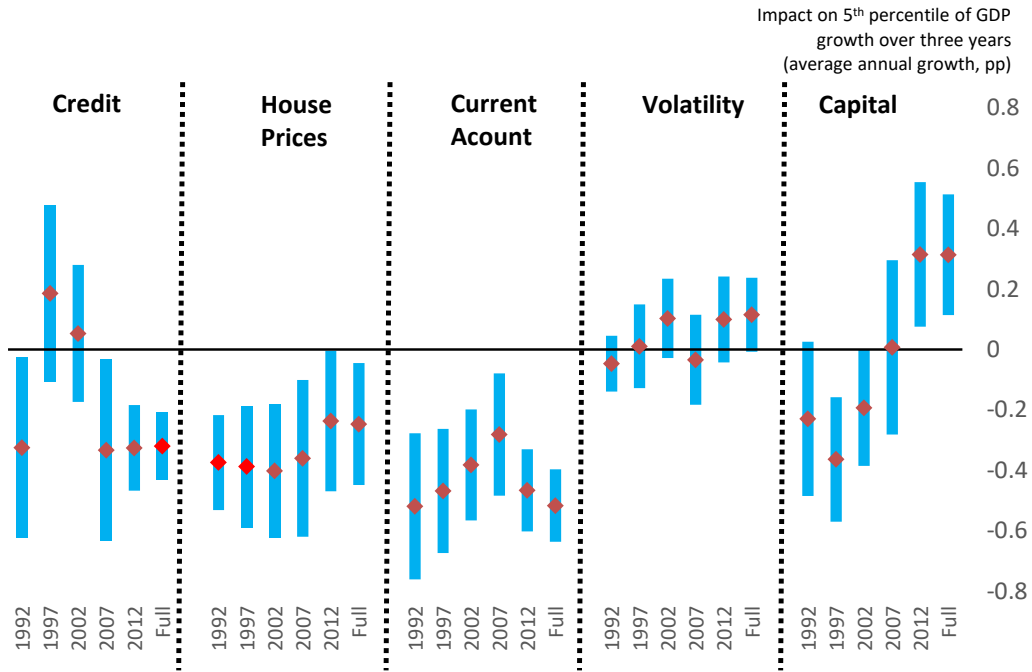 Impact on 5th percentile of GDP
growth over three years
(average annual growth, pp)
Credit
House
Prices
Current
Acount
Volatility
Capital
0.8
0.6
0.4
0.2
0
-0.2
-0.4
-0.6
-0.8
1992
1997
2002
2007
2012
Full
1992
1997
2002
2007
2012
Full
1992
1997
2002
2007
2012
Full
1992
1997
2002
2007
2012
Full
1992
1997
2002
2007
2012
Full